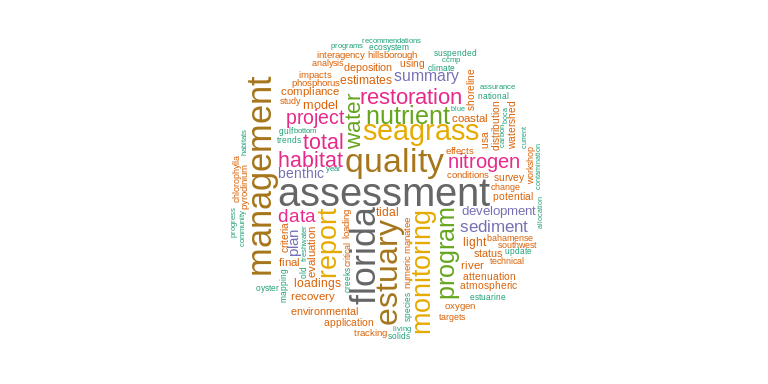 recommendations
programs
ecosystem
interagency
hillsborough
suspended
ccmp
analysis
deposition
using
climate
impacts
estimates
summary
phosphorus
compliance
restoration
shoreline
assurance
national
study
model
nutrient
blue
coastal
project
water
seagrass
usa
distribution
boca
carbon
watershed
current
management
gulf
bottom
trends
total
habitats
habitat
quality
effects
nitrogen
workshop
contamination
chlorophylla
pyrodinium
benthic
year
conditions
survey
change
potential
assessment
allocation
progress
community
data
report
florida
tidal
estuary
manatee
monitoring
program
development
sediment
criteria
plan
freshwater
evaluation
loading
critical
numeric
light
bahamense
southwest
status
update
technical
final
old
river
oyster
mapping
loadings
creeks
species
attenuation
atmospheric
recovery
estuarine
environmental
oxygen
application
living
targets
tracking
solids